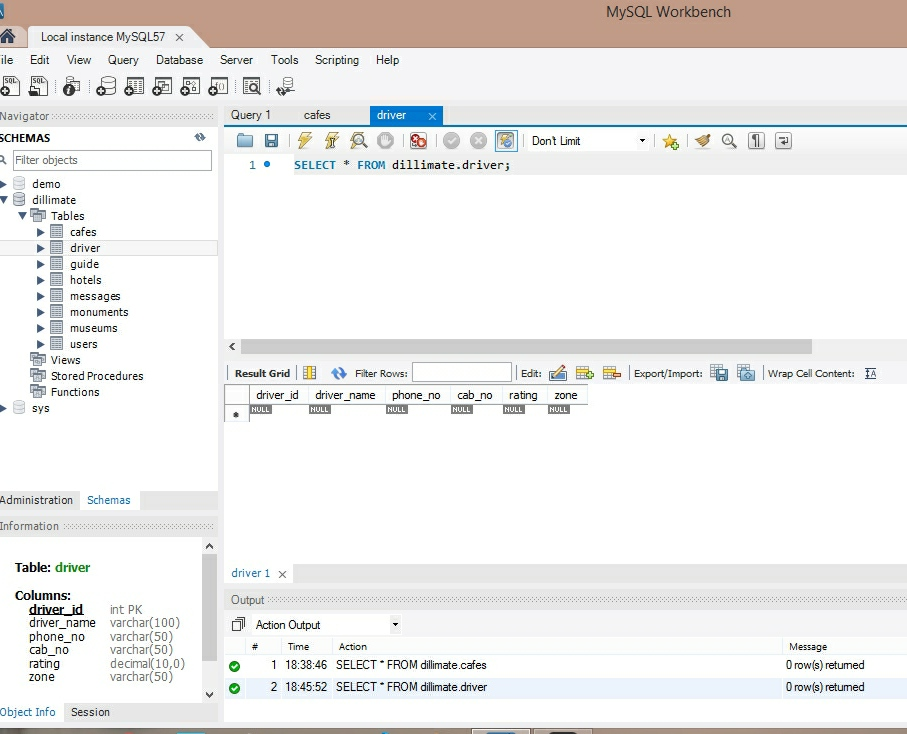 MySQL Workbench
Local instance MySQL57
ile Edit View Query Database Server Tools Scripting Help
Navigator
SCHEMAS
Filter objects
demo
dillimate
Tables
cafes
driver
guide
hotels
messages
monuments
museums
users
Views
Stored Procedures
Functions
sys
Administration Schemas
Information
Table: driver
Columns:
driver_id int PK
driver_name varchar(100)
phone_no varchar(50)
cab_no varchar(50)
rating decimal(10,0)
zone varchar(50)
Object Info Session
Query 1 cafes driver
Don't Limit
1 SELECT * FROM dillimate.driver;
Result Grid Filter Rows: Edit: Export/Import: Wrap Cell Content:
driver_id driver_name phone_no cab_no rating zone
NULL NULL NULL NULL NULL NULL
driver 1
Output
Action Output
# Time Action Message
1 18:38:46 SELECT * FROM dillimate.cafes 0 row(s) returned
2 18:45:52 SELECT * FROM dillimate.driver 0 row(s) returned